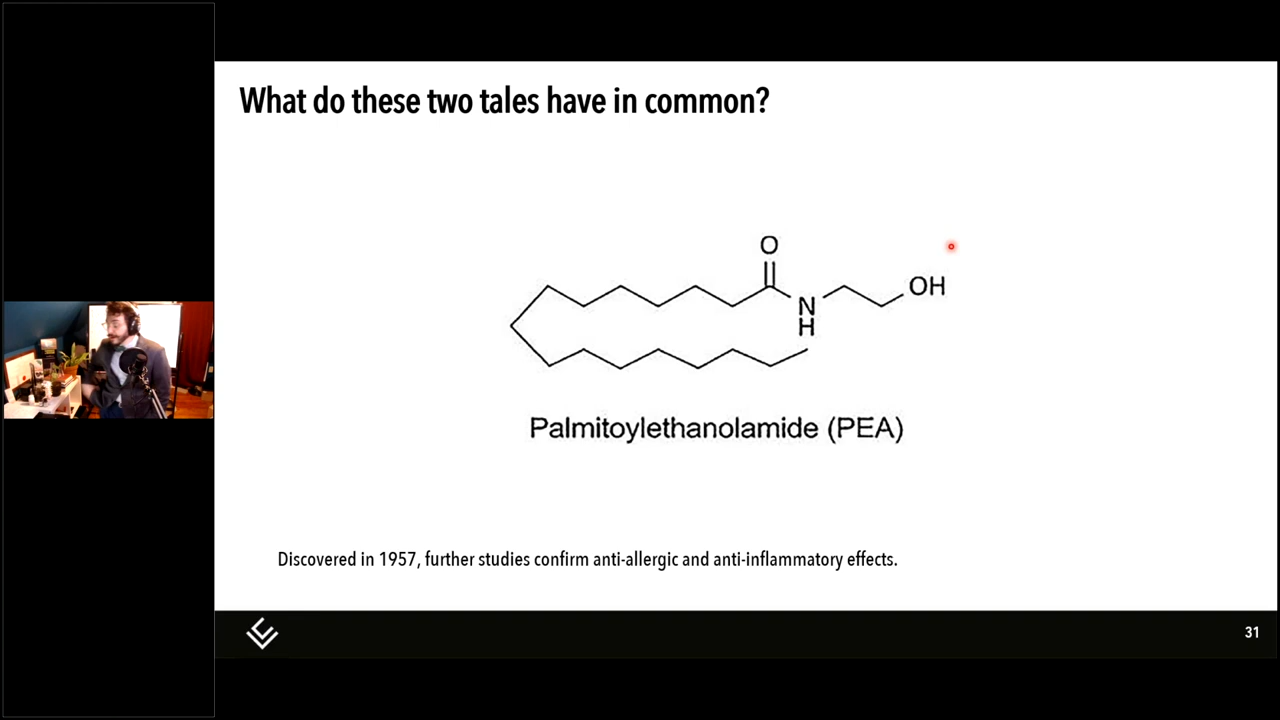 What do these two tales have in common?
O
OH
N
H
Palmitoylethanolamide (PEA)
Discovered in 1957, further studies confirm anti-allergic and anti-inflammatory effects.
31